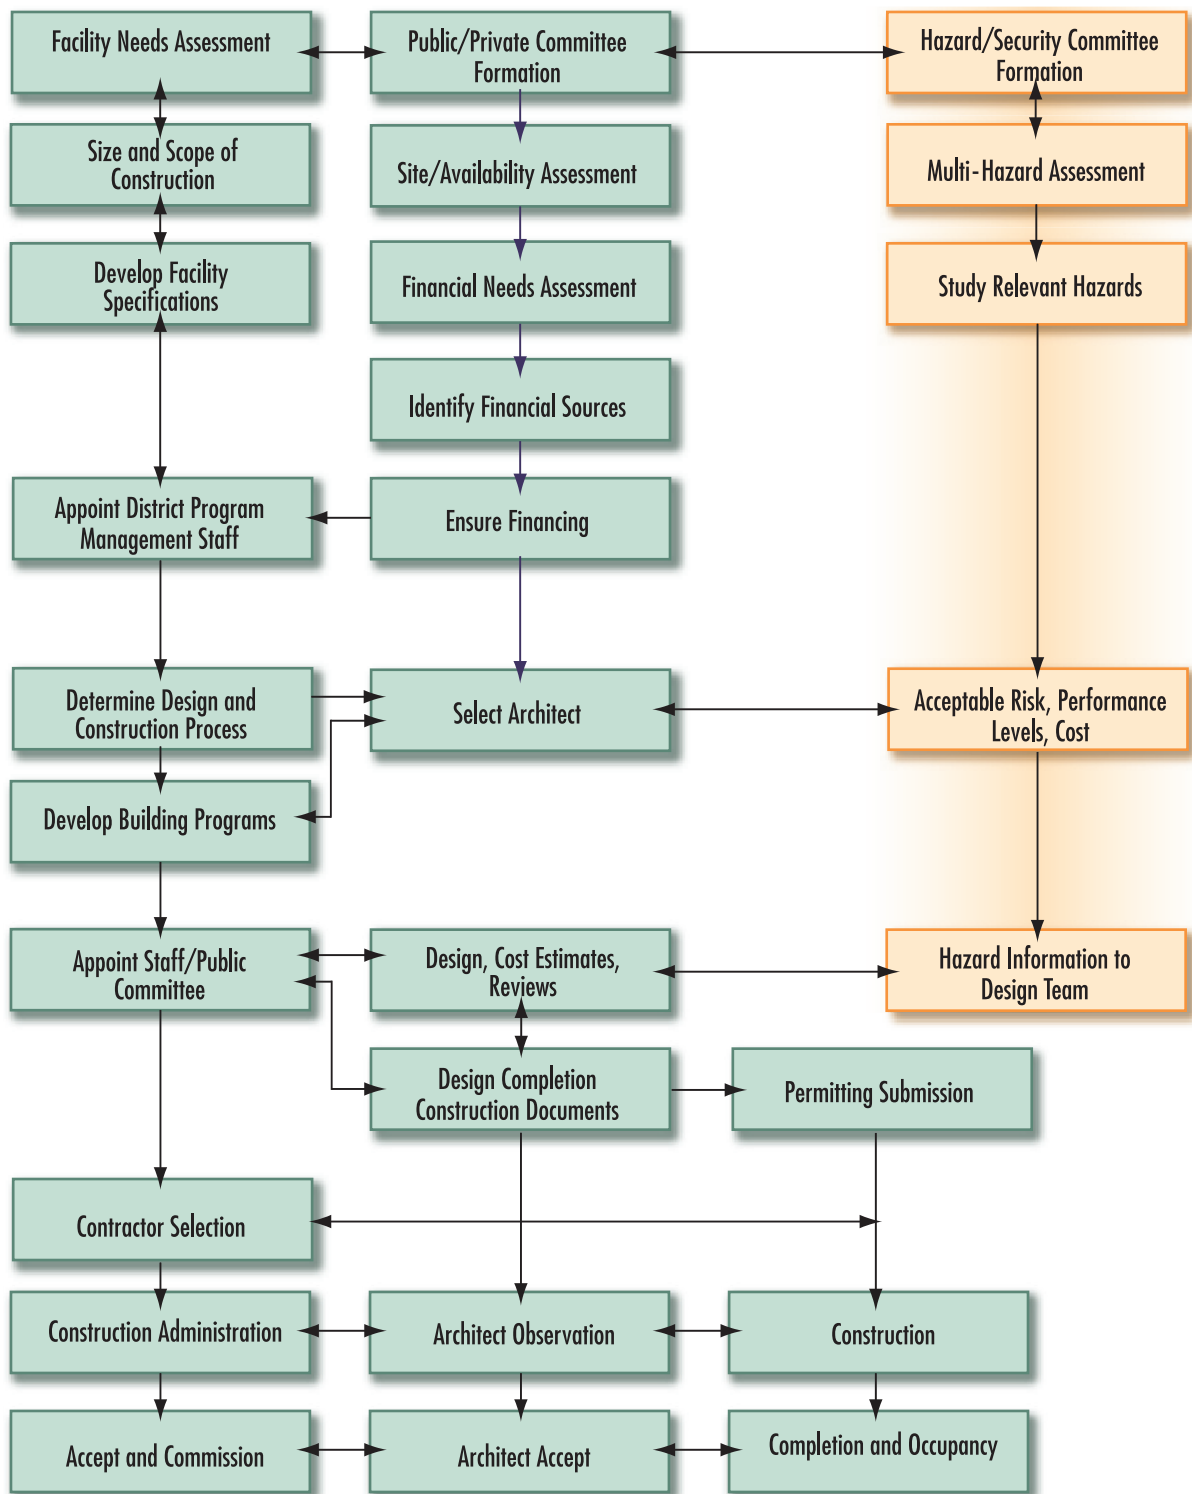 Facility Needs Assessment
Public/Private Committee
Formation
Hazard/Security Committee
Formation
Size and Scope of
Construction
Site/Availability Assessment
Multi-Hazard Assessment
Develop Facility
Specifications
Financial Needs Assessment
Study Relevant Hazards
Identify Financial Sources
Appoint District Program
Management Staff
Ensure Financing
Determine Design and
Construction Process
Select Architect
Acceptable Risk, Performance
Levels, Cost
Develop Building Programs
Appoint Staff/Public
Committee
Design, Cost Estimates,
Reviews
Hazard Information to
Design Team
Design Completion
Construction Documents
Permitting Submission
Contractor Selection
Construction Administration
Architect Observation
Construction
Accept and Commission
Architect Accept
Completion and Occupancy